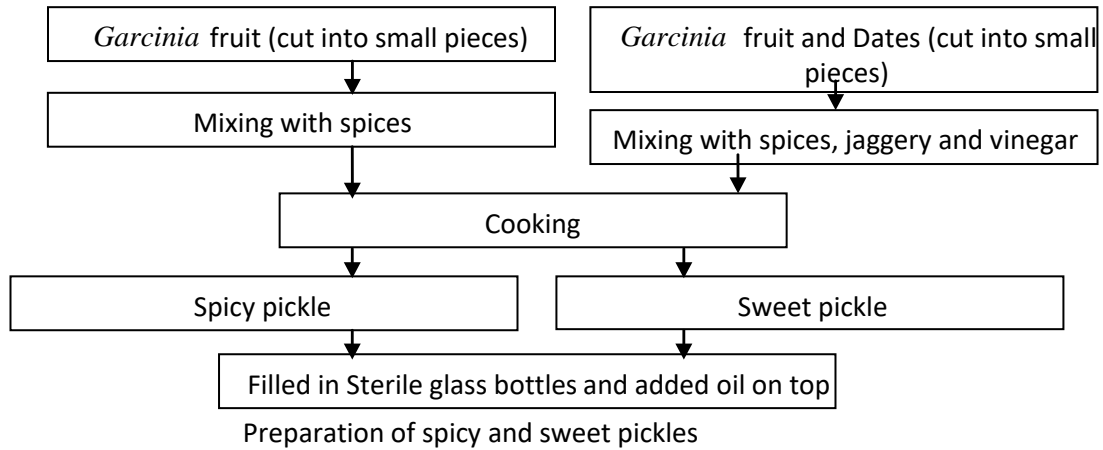 Garcinia fruit (cut into small pieces)
Garcinia fruit and Dates (cut into small
pieces)
Mixing with spices
Mixing with spices, jaggery and vinegar
Cooking
Spicy pickle
Sweet pickle
Filled in Sterile glass bottles and added oil on top
Preparation of spicy and sweet pickles